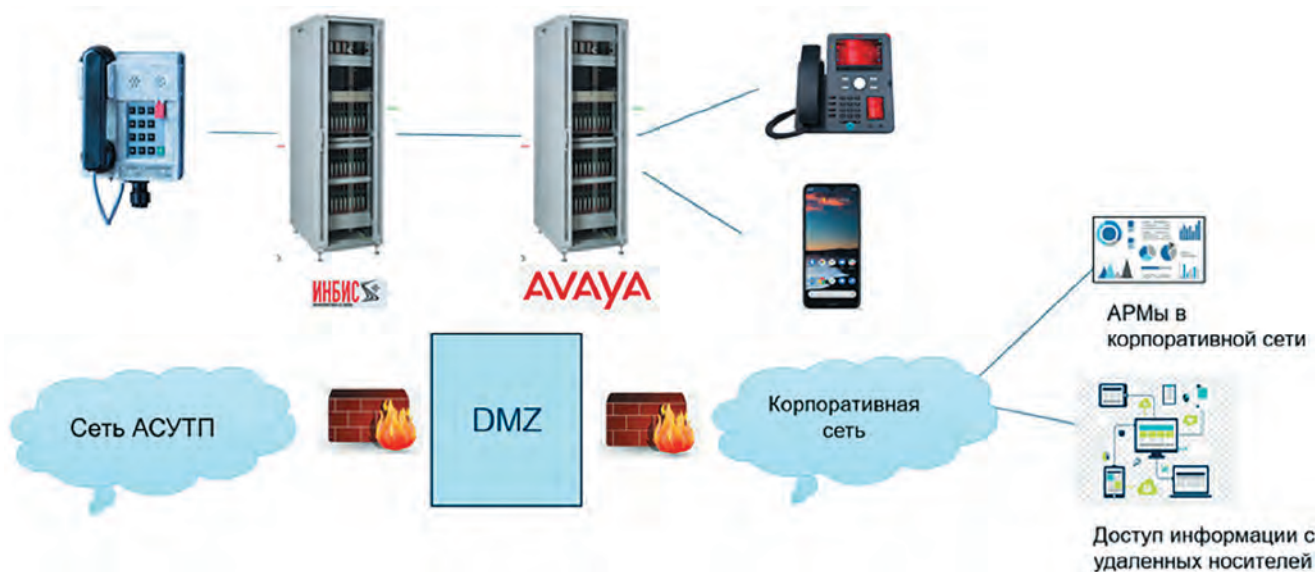 ИНБИС
AVAYA
АРМы в
корпоративной сети
Сеть АСУТП
DMZ
Корпоративная
сеть
Доступ информации с
удаленных носителей